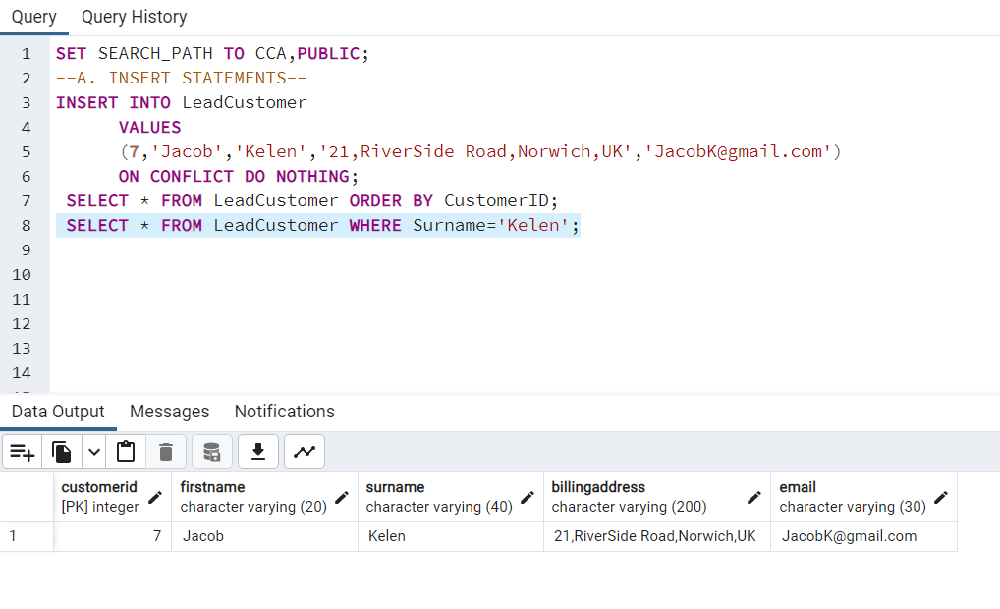 Query Query History
1 SET SEARCH_PATH TO CCA,PUBLIC;
2 --A. INSERT STATEMENTS--
3 INSERT INTO LeadCustomer
4 VALUES
5 (7,'Jacob','Kelen','21,RiverSide Road,Norwich,UK','JacobK@gmail.com')
6 ON CONFLICT DO NOTHING;
7 SELECT * FROM LeadCustomer ORDER BY CustomerID;
8 SELECT * FROM LeadCustomer WHERE Surname='Kelen';
9
10
11
12
13
14
Data Output Messages Notifications
customerid firstname surname billingaddress email
[PK] integer character varying (20) character varying (40) character varying (200) character varying (30)
1 7 Jacob Kelen 21,RiverSide Road,Norwich,UK JacobK@gmail.com